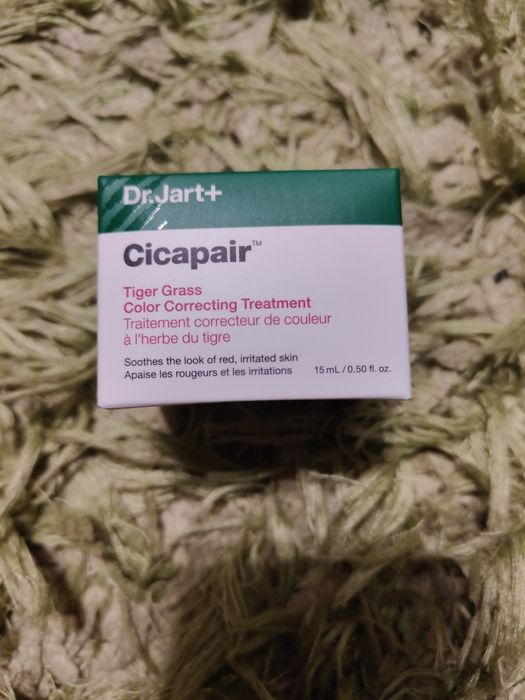 Dr.Jart+
Cicapair™
Tiger Grass
Color Correcting Treatment
Traitement correcteur de couleur
à l'herbe du tigre
Soothes the look of red, irritated skin
Apaise les rougeurs et les irritations 15 mL / 0.50 fl. oz.